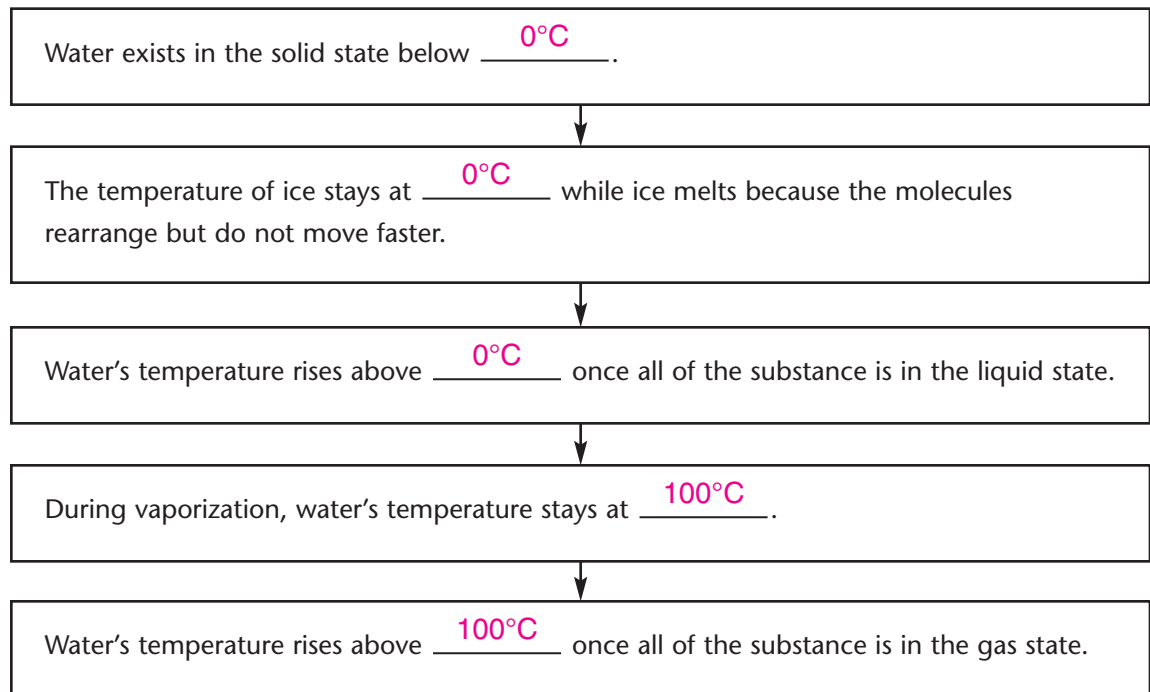 Water exists in the solid state below 0°C.
The temperature of ice stays at 0°C while ice melts because the molecules
rearrange but do not move faster.
Water’s temperature rises above 0°C once all of the substance is in the liquid state.
During vaporization, water’s temperature stays at 100°C.
Water’s temperature rises above 100°C once all of the substance is in the gas state.